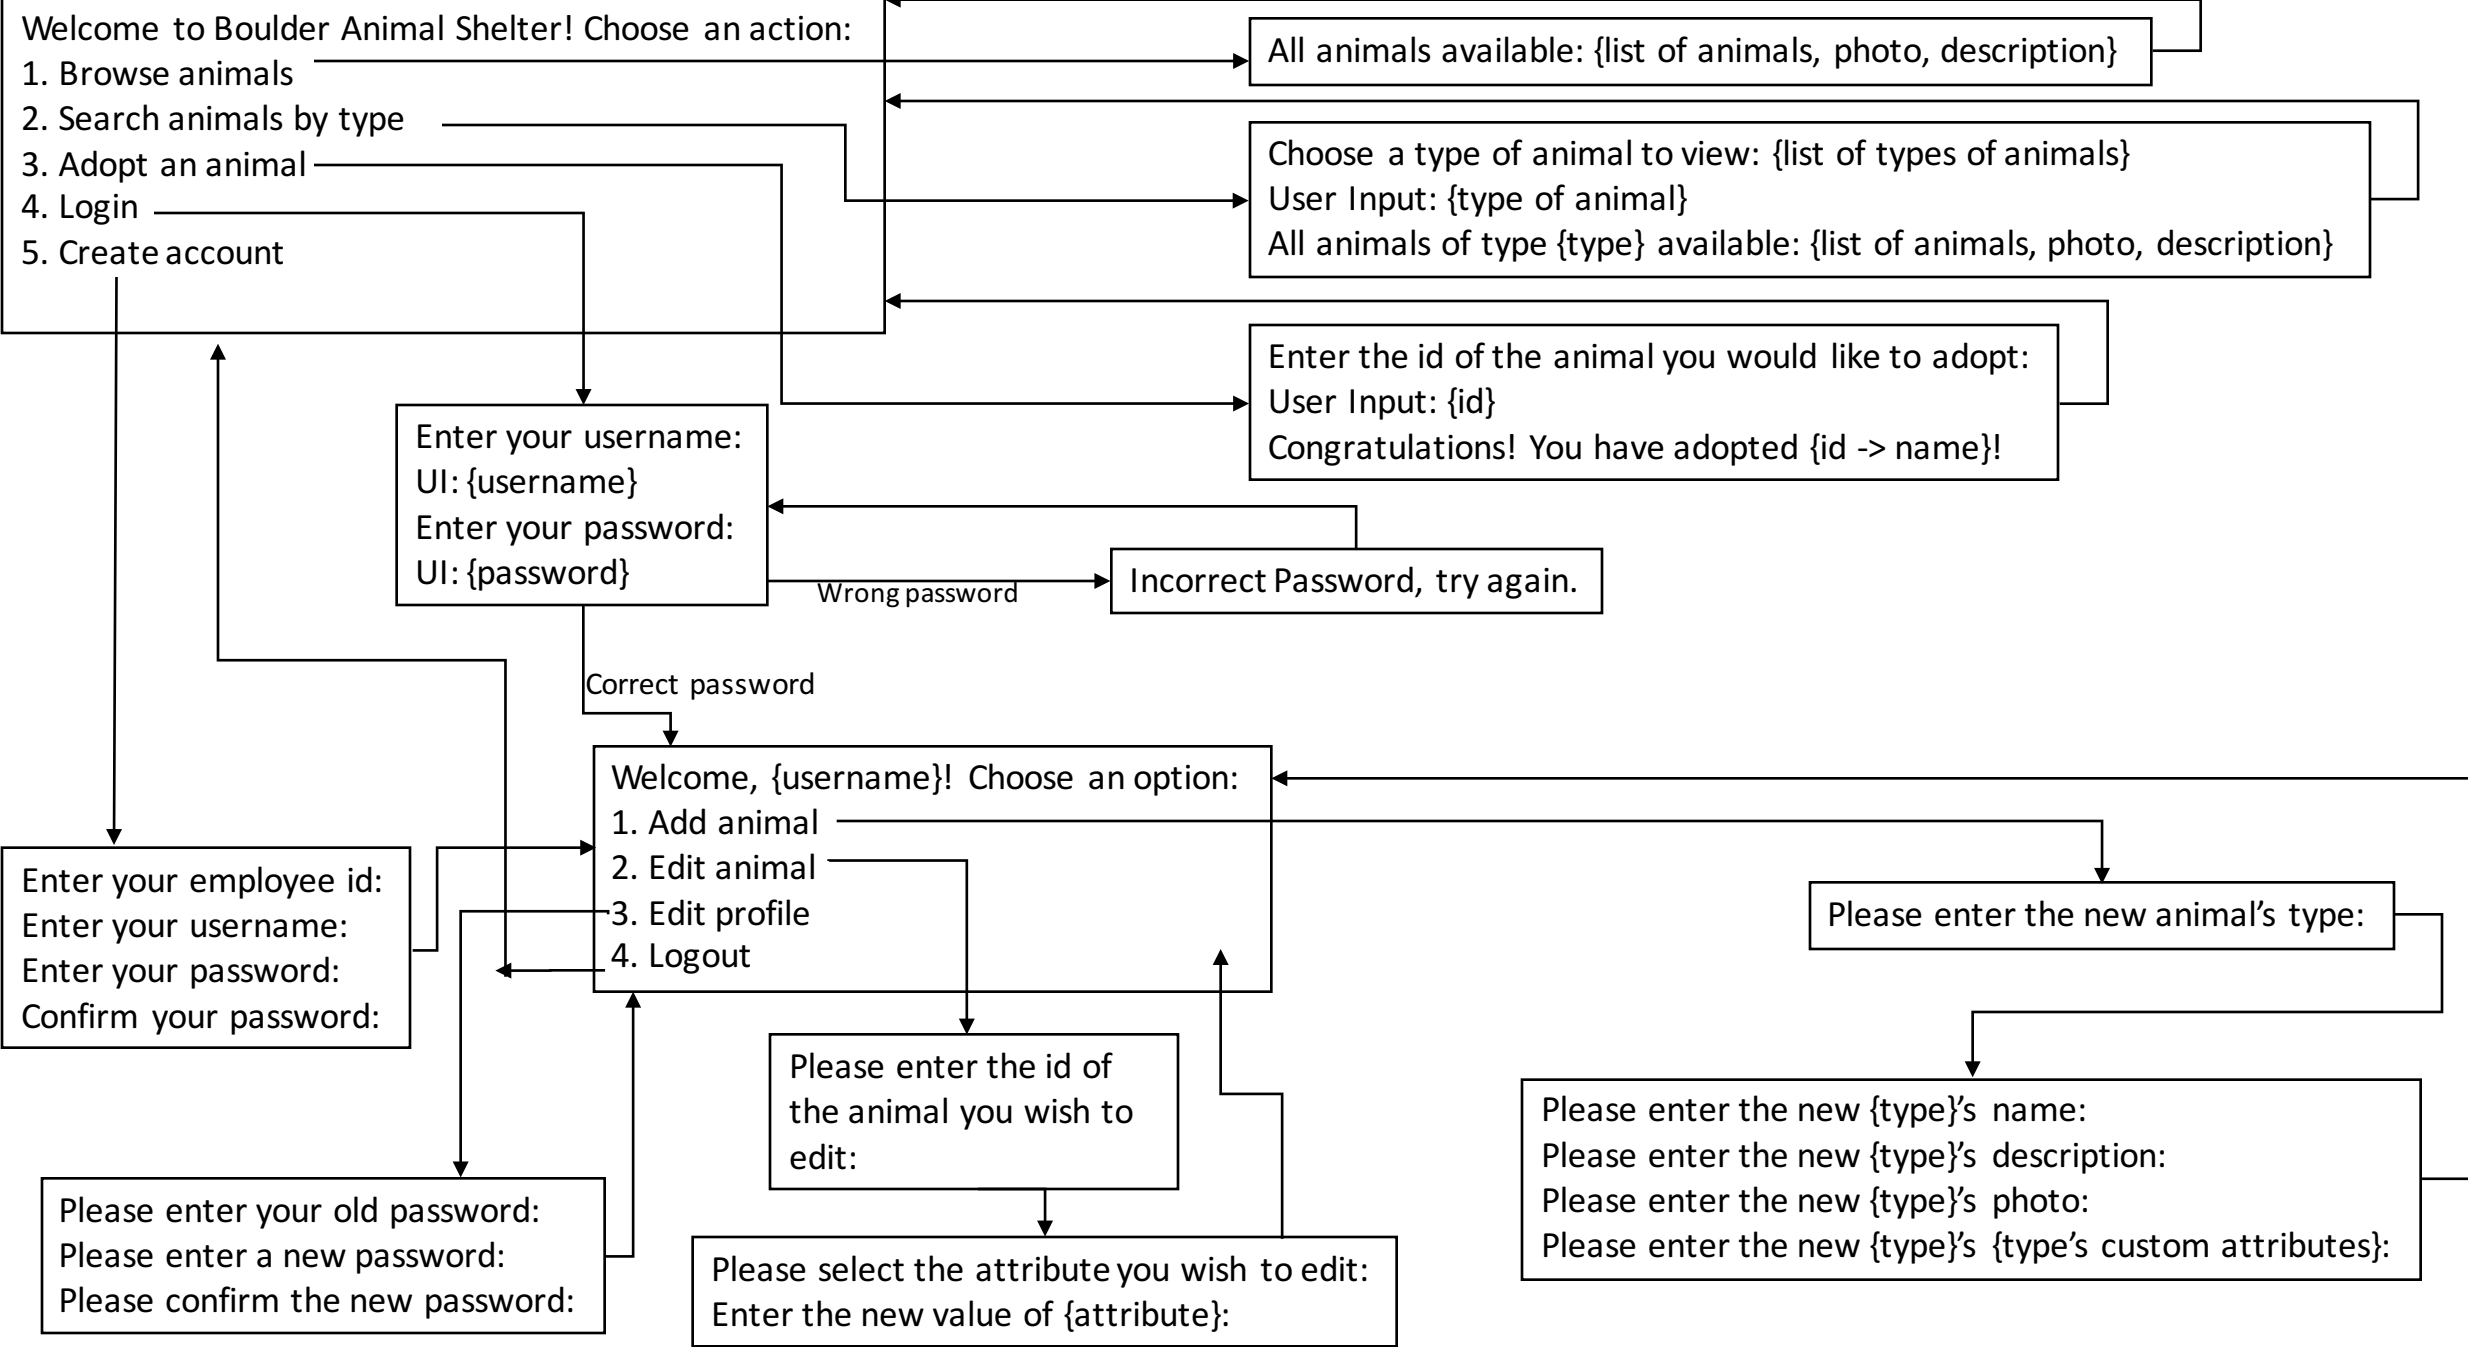 Welcome to Boulder Animal Shelter! Choose an action:
1. Browse animals
2. Search animals by type
3. Adopt an animal
4. Login
5. Create account
All animals available: {list of animals, photo, description}
Choose a type of animal to view: {list of types of animals}
User Input: {type of animal}
All animals of type {type} available: {list of animals, photo, description}
Enter the id of the animal you would like to adopt:
User Input: {id}
Congratulations! You have adopted {id -> name}!
Enter your username:
UI: {username}
Enter your password:
UI: {password}
Wrong password
Incorrect Password, try again.
Correct password
Welcome, {username}! Choose an option:
1. Add animal
2. Edit animal
3. Edit profile
4. Logout
Enter your employee id:
Enter your username:
Enter your password:
Confirm your password:
Please enter the new animal’s type:
Please enter the id of
the animal you wish to
edit:
Please enter the new {type}’s name:
Please enter the new {type}’s description:
Please enter the new {type}’s photo:
Please enter the new {type}’s {type’s custom attributes}:
Please enter your old password:
Please enter a new password:
Please confirm the new password:
Please select the attribute you wish to edit:
Enter the new value of {attribute}: